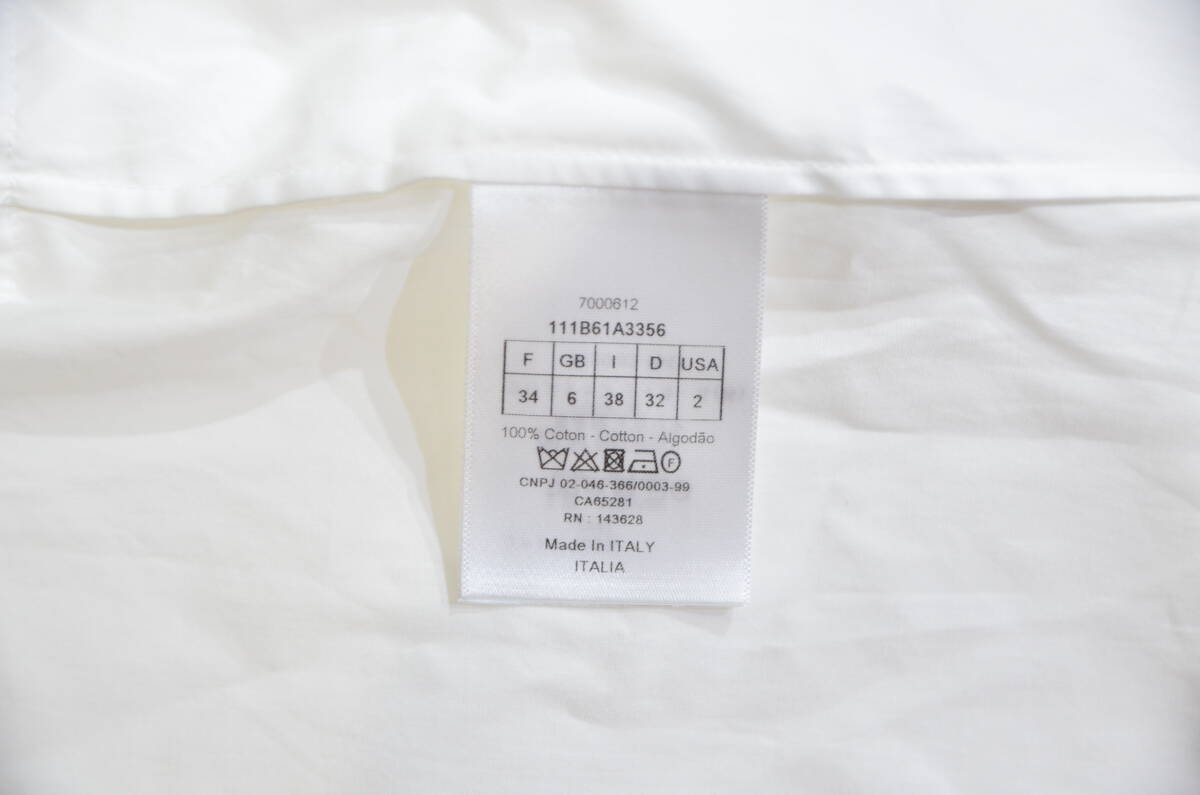 7000612
111B61A3356
F GB I D USA
34 6 38 32 2
100% Coton - Cotton - Algodão
F
CNPJ 02-046-366/0003-99
CA65281
RN : 143628
Made In ITALY
ITALIA